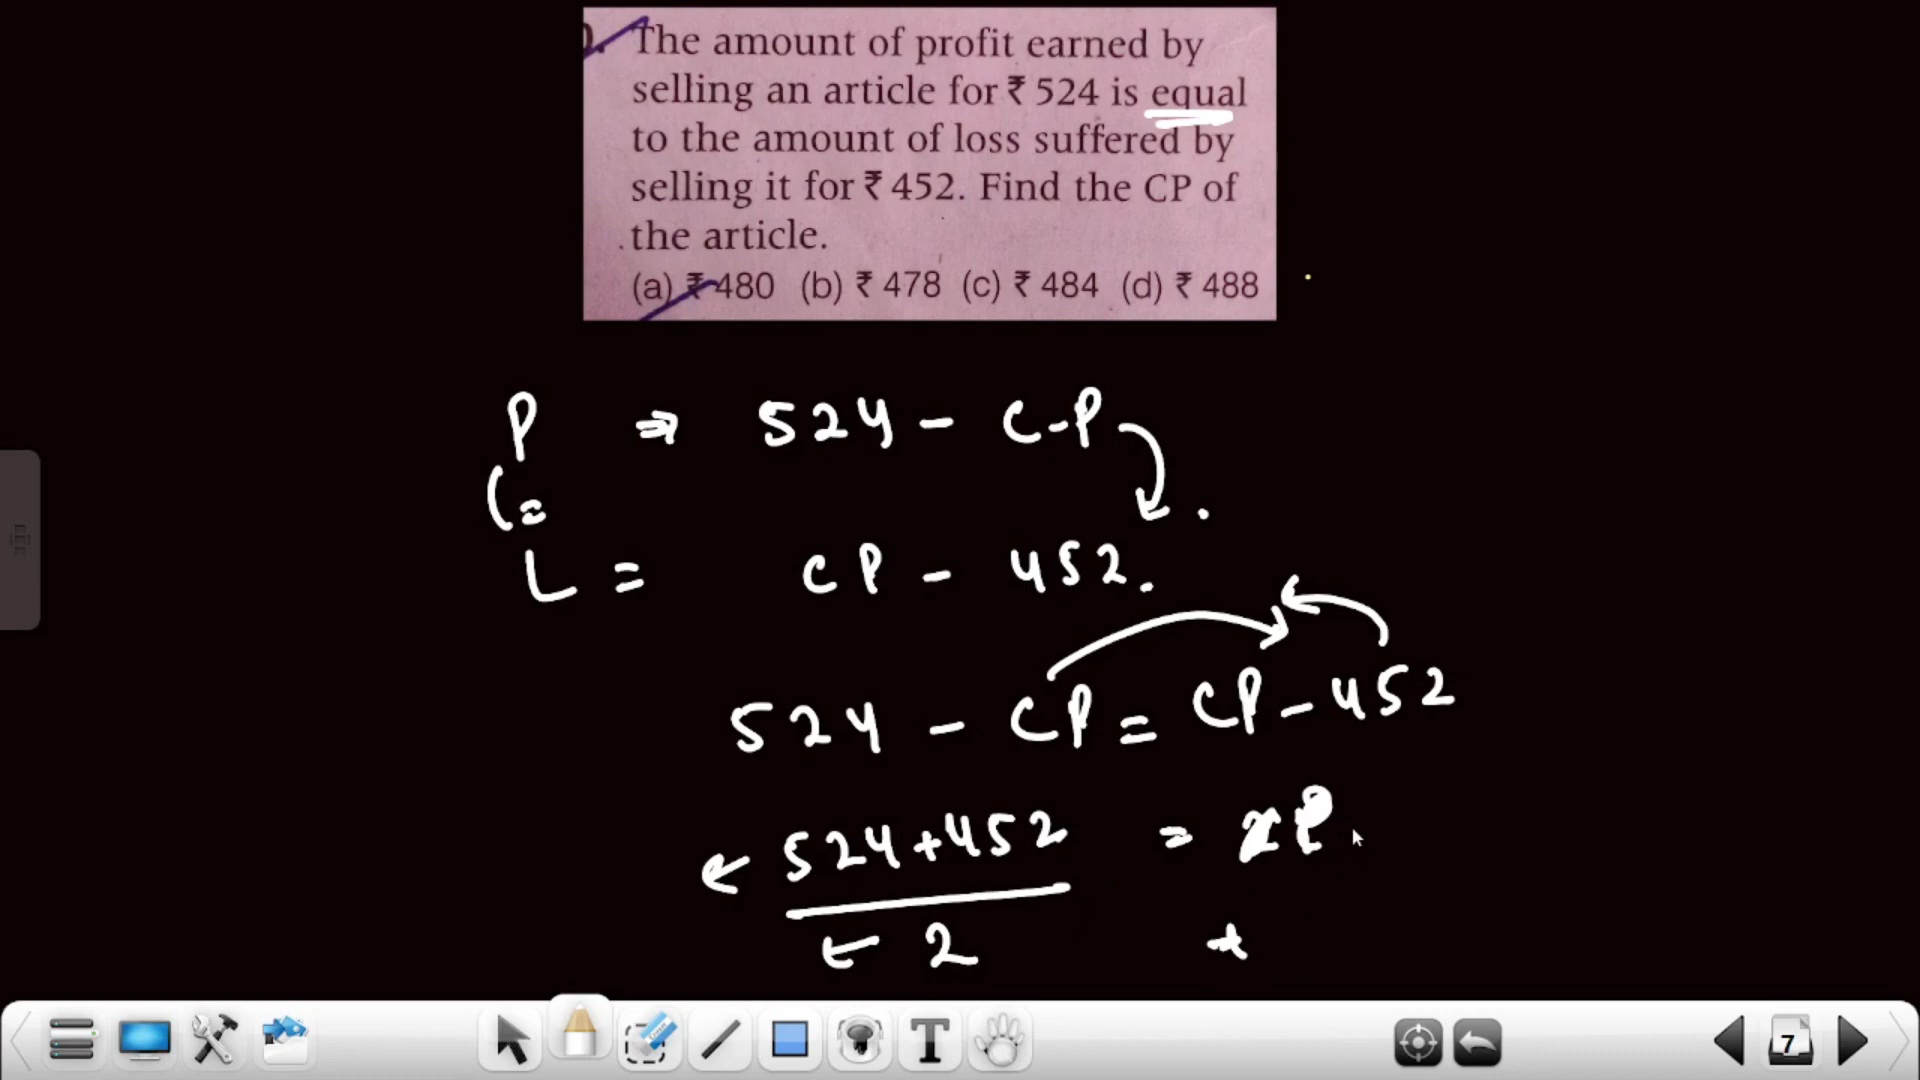 The amount of profit earned by
selling an article for ₹ 524 is equal
to the amount of loss suffered by
selling it for ₹ 452. Find the CP of
the article.
(a) ₹ 480 (b) ₹ 478 (c) ₹ 484 (d) ₹ 488
P ⇒ 524 - C-P
=
L = CP - 452.
524 - CP = CP - 452
524+452 =
2
7